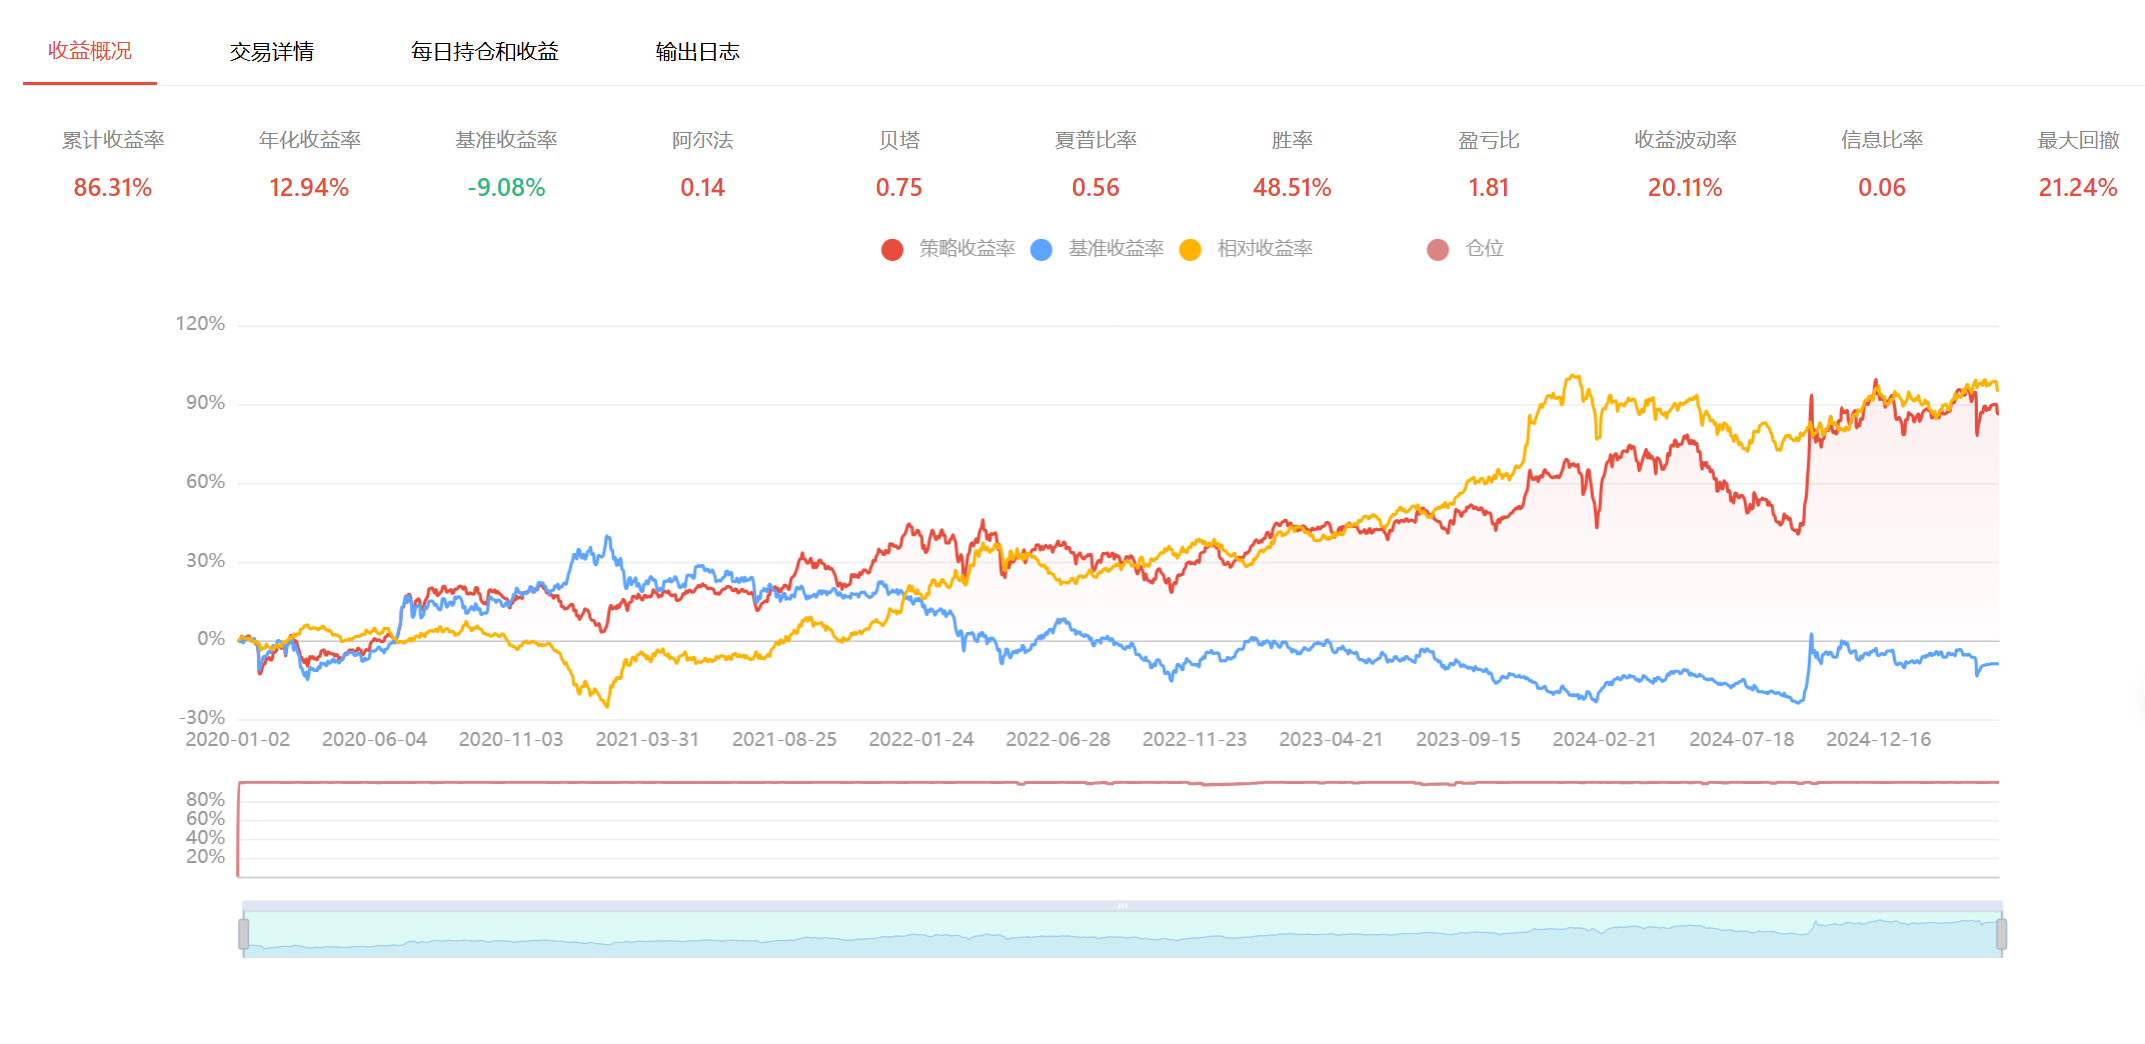 收益概况 交易详情 每日持仓和收益 输出日志
累计收益率 年化收益率 基准收益率 阿尔法 贝塔 夏普比率 胜率 盈亏比 收益波动率 信息比率 最大回撤
86.31% 12.94% -9.08% 0.14 0.75 0.56 48.51% 1.81 20.11% 0.06 21.24%
策略收益率 基准收益率 相对收益率 仓位
120%
90%
60%
30%
0%
-30%
2020-01-02 2020-06-04 2020-11-03 2021-03-31 2021-08-25 2022-01-24 2022-06-28 2022-11-23 2023-04-21 2023-09-15 2024-02-21 2024-07-18 2024-12-16
80%
60%
40%
20%